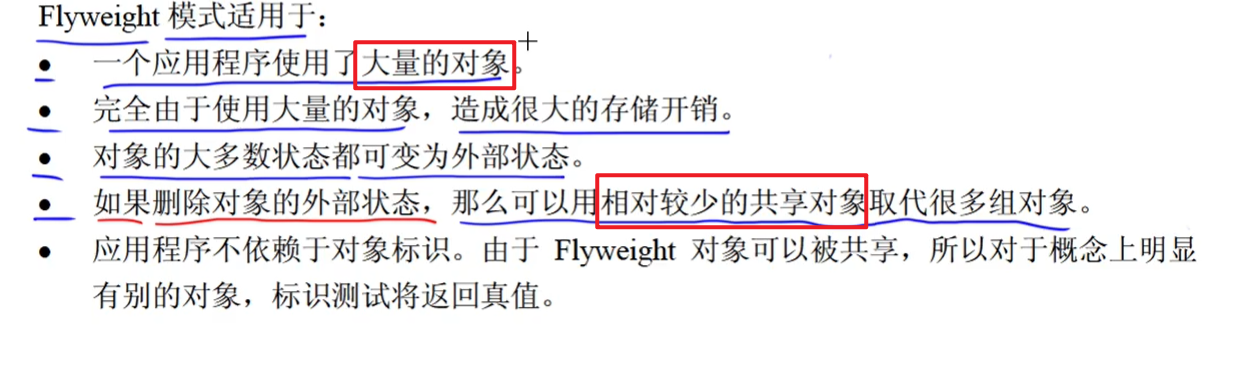 Flyweight 模式适用于：
● 一个应用程序使用了大量的对象。
● 完全由于使用大量的对象，造成很大的存储开销。
● 对象的大多数状态都可变为外部状态。
● 如果删除对象的外部状态，那么可以用相对较少的共享对象取代很多组对象。
● 应用程序不依赖于对象标识。由于 Flyweight 对象可以被共享，所以对于概念上明显
有别的对象，标识测试将返回真值。